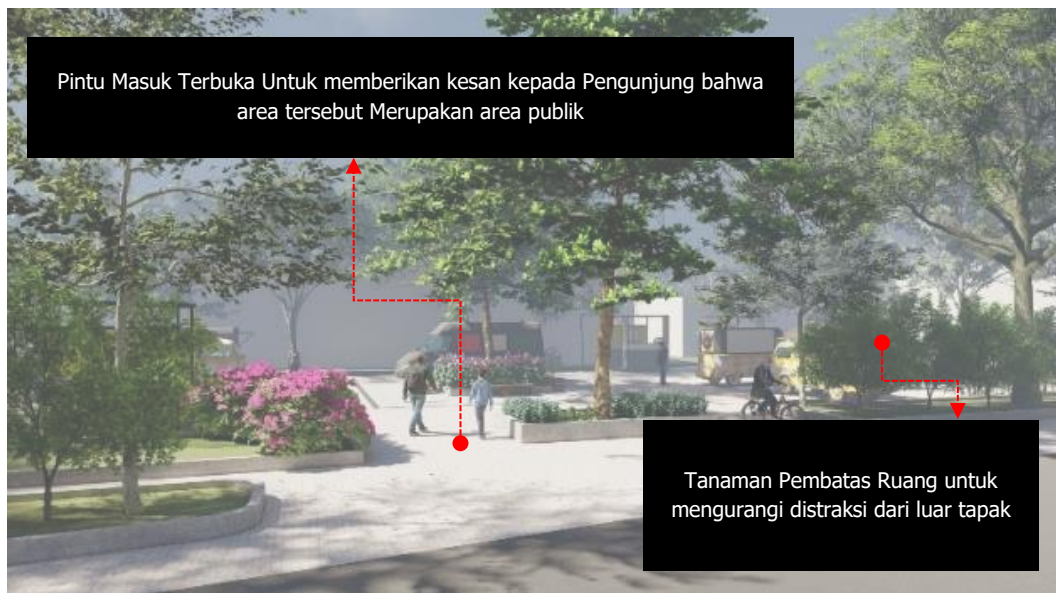 Pintu Masuk Terbuka Untuk memberikan kesan kepada Pengunjung bahwa
area tersebut Merupakan area publik
Tanaman Pembatas Ruang untuk
mengurangi distraksi dari luar tapak